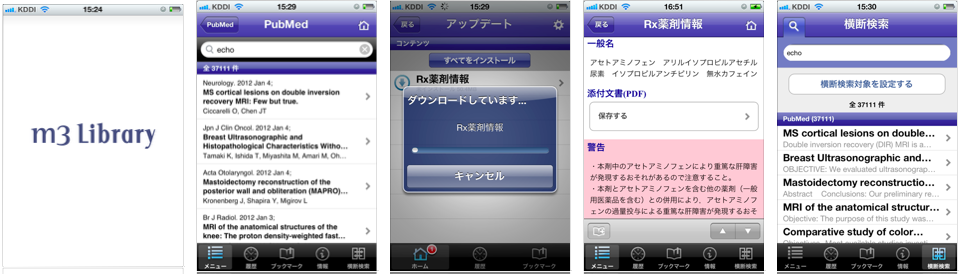 KDDI 15:24
m3 Library
KDDI 15:29
PubMed
PubMed
echo
全 37111 件
Neurology. 2012 Jan 4;
MS cortical lesions on double inversion
recovery MRI: Few but true.
Ciccarelli O, Chen JT
Jpn J Clin Oncol. 2012 Jan 4;
Breast Ultrasonographic and
Histopathological Characteristics Witho...
Tamaki K, Ishida T, Miyashita M, Amari M, Oh...
Acta Otolaryngol. 2012 Jan 4;
Mastoidectomy reconstruction of the
posterior wall and obliteration (MAPRO)...
Kronenberg J, Shapira Y, Migirov L
Br J Radiol. 2012 Jan 3;
MRI of the anatomical structures of the
knee: The proton density-weighted fast...
メニュー 履歴 ブックマーク 情報 横断検索
KDDI 15:29
戻る アップデート
コンテンツ
すべてをインストール
Rx薬剤情報
ダウンロードしています...
Rx薬剤情報
キャンセル
ホーム 1 履歴 ブックマーク 情報
KDDI 16:51
戻る Rx薬剤情報
一般名
アセトアミノフェン アリルイソプロピルアセチル
尿素 イソプロピルアンチピリン 無水カフェイン
添付文書(PDF)
保存する
警告
・本剤中のアセトアミノフェンにより重篤な肝障害
が発現するおそれがあるので注意すること。
・本剤とアセトアミノフェンを含む他の薬剤（一般
用医薬品を含む）との併用により、アセトアミノ
フェンの過量投与による重篤な肝障害が発現するおそ
メニュー 履歴 ブックマーク 情報 横断検索
KDDI 15:30
横断検索
echo
横断検索対象を設定する
全 37111 件
PubMed (37111)
MS cortical lesions on double...
Double inversion recovery (DIR) MRI is a...
Breast Ultrasonographic and...
OBJECTIVE: We evaluated ultrasonograp...
Mastoidectomy reconstructio...
Abstract Conclusions: Our preliminary re...
MRI of the anatomical structur...
Objective: The purpose of this study was...
Comparative study of color...
メニュー 履歴 ブックマーク 情報 横断検索